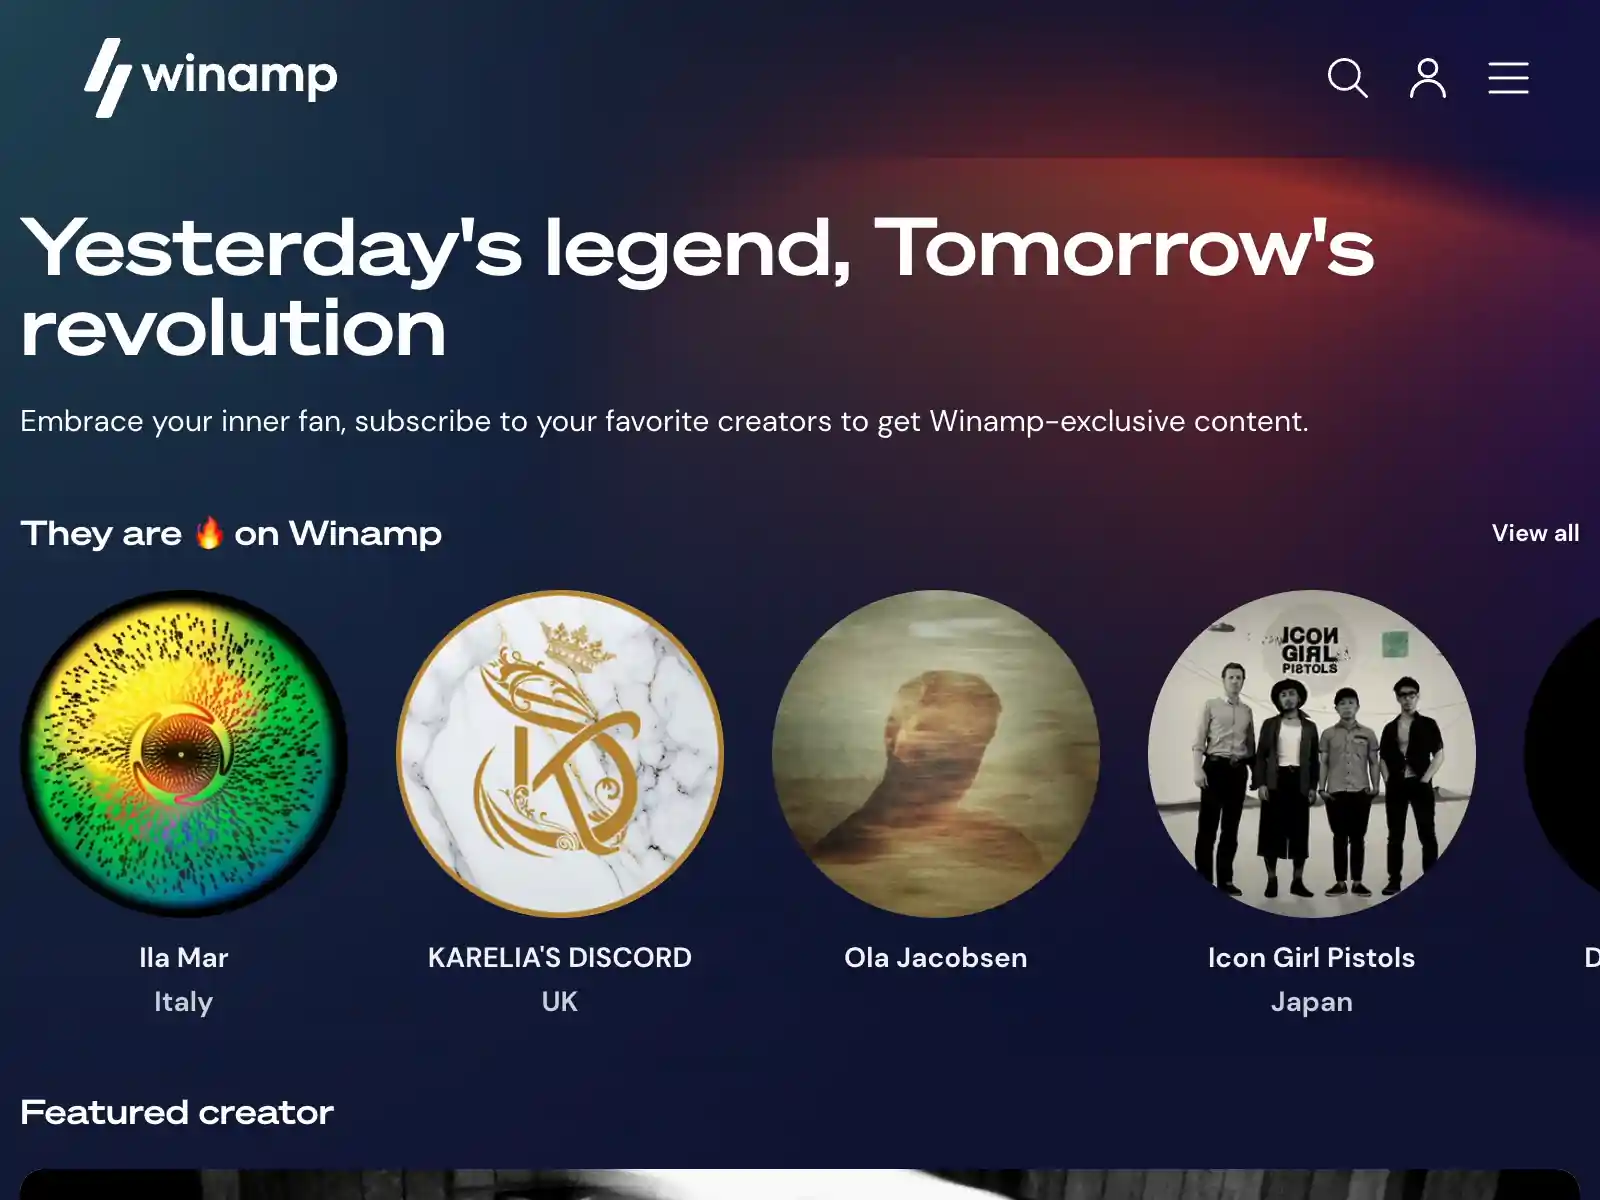 winamp
Yesterday's legend, Tomorrow's
revolution
Embrace your inner fan, subscribe to your favorite creators to get Winamp-exclusive content.
They are 🔥 on Winamp
View all
ICON
GIRL
PISTOLS
Ila Mar
KARELIA'S DISCORD
Ola Jacobsen
Icon Girl Pistols
D
Italy
UK
Japan
Featured creator